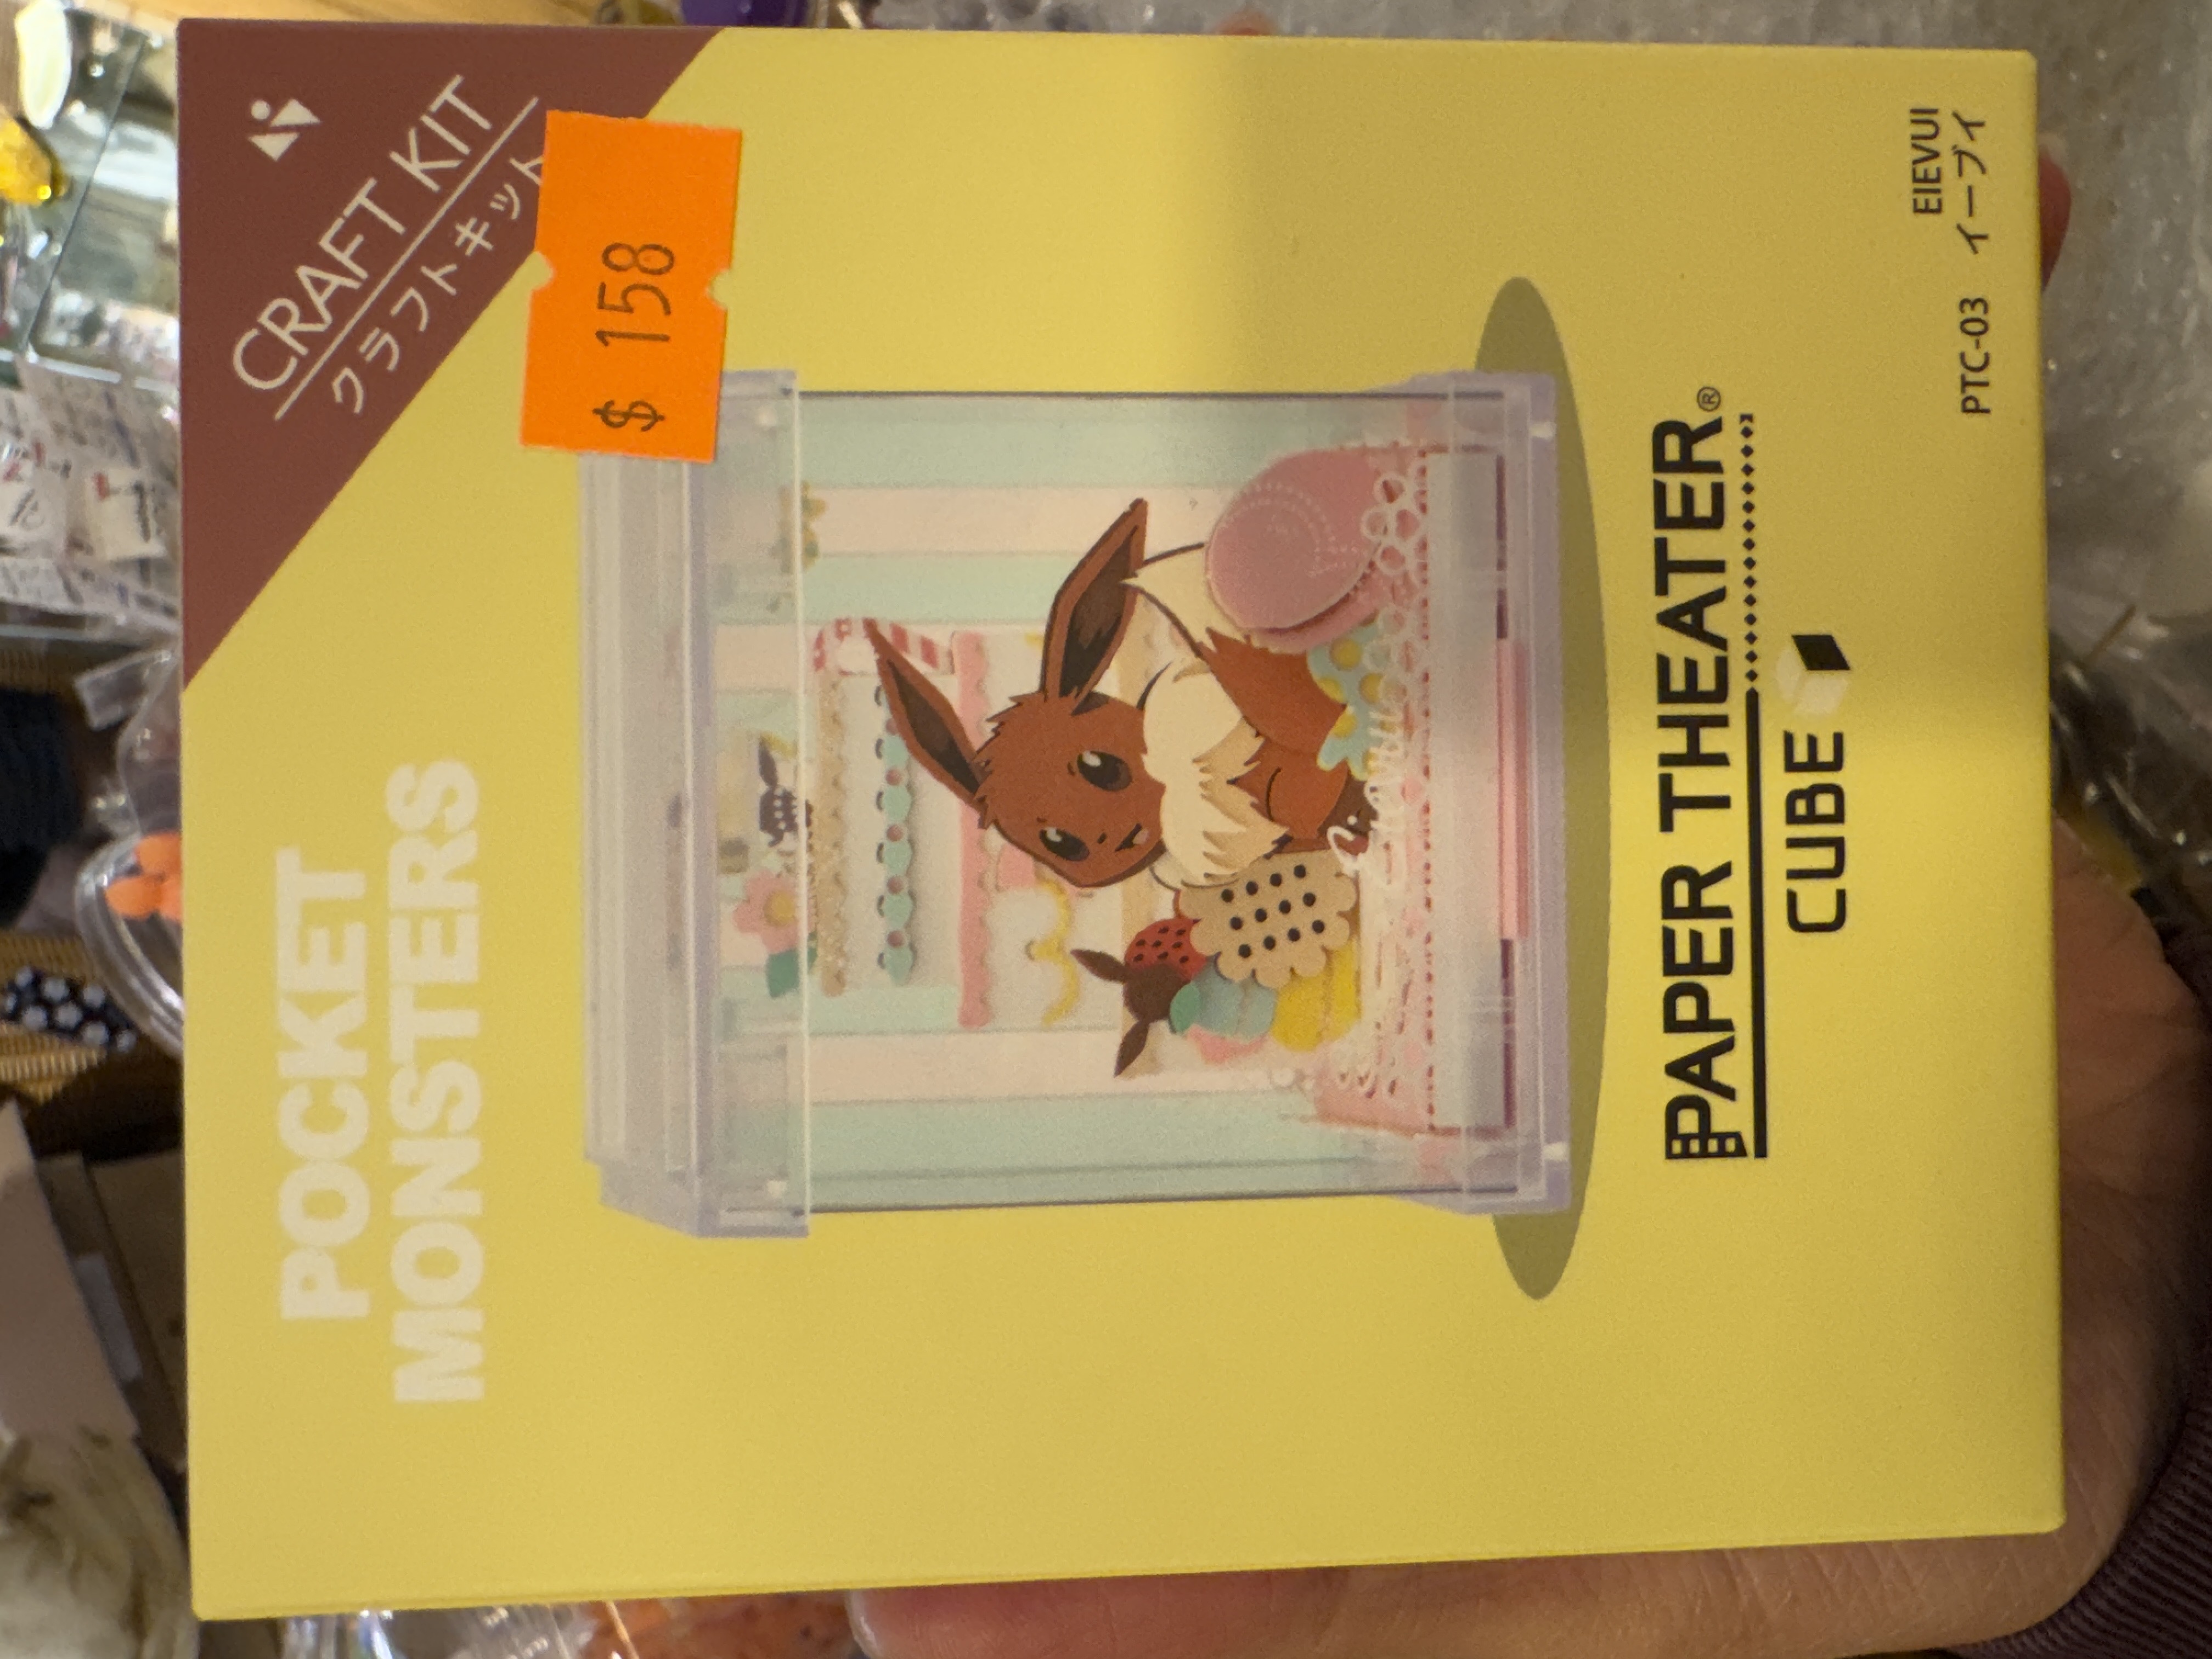 CRAFT KIT
クラフトキット
$ 158
POCKET
MONSTERS
Eievui
PAPER THEATER®
CUBE
EIEVUI
PTC-03 イーブイ